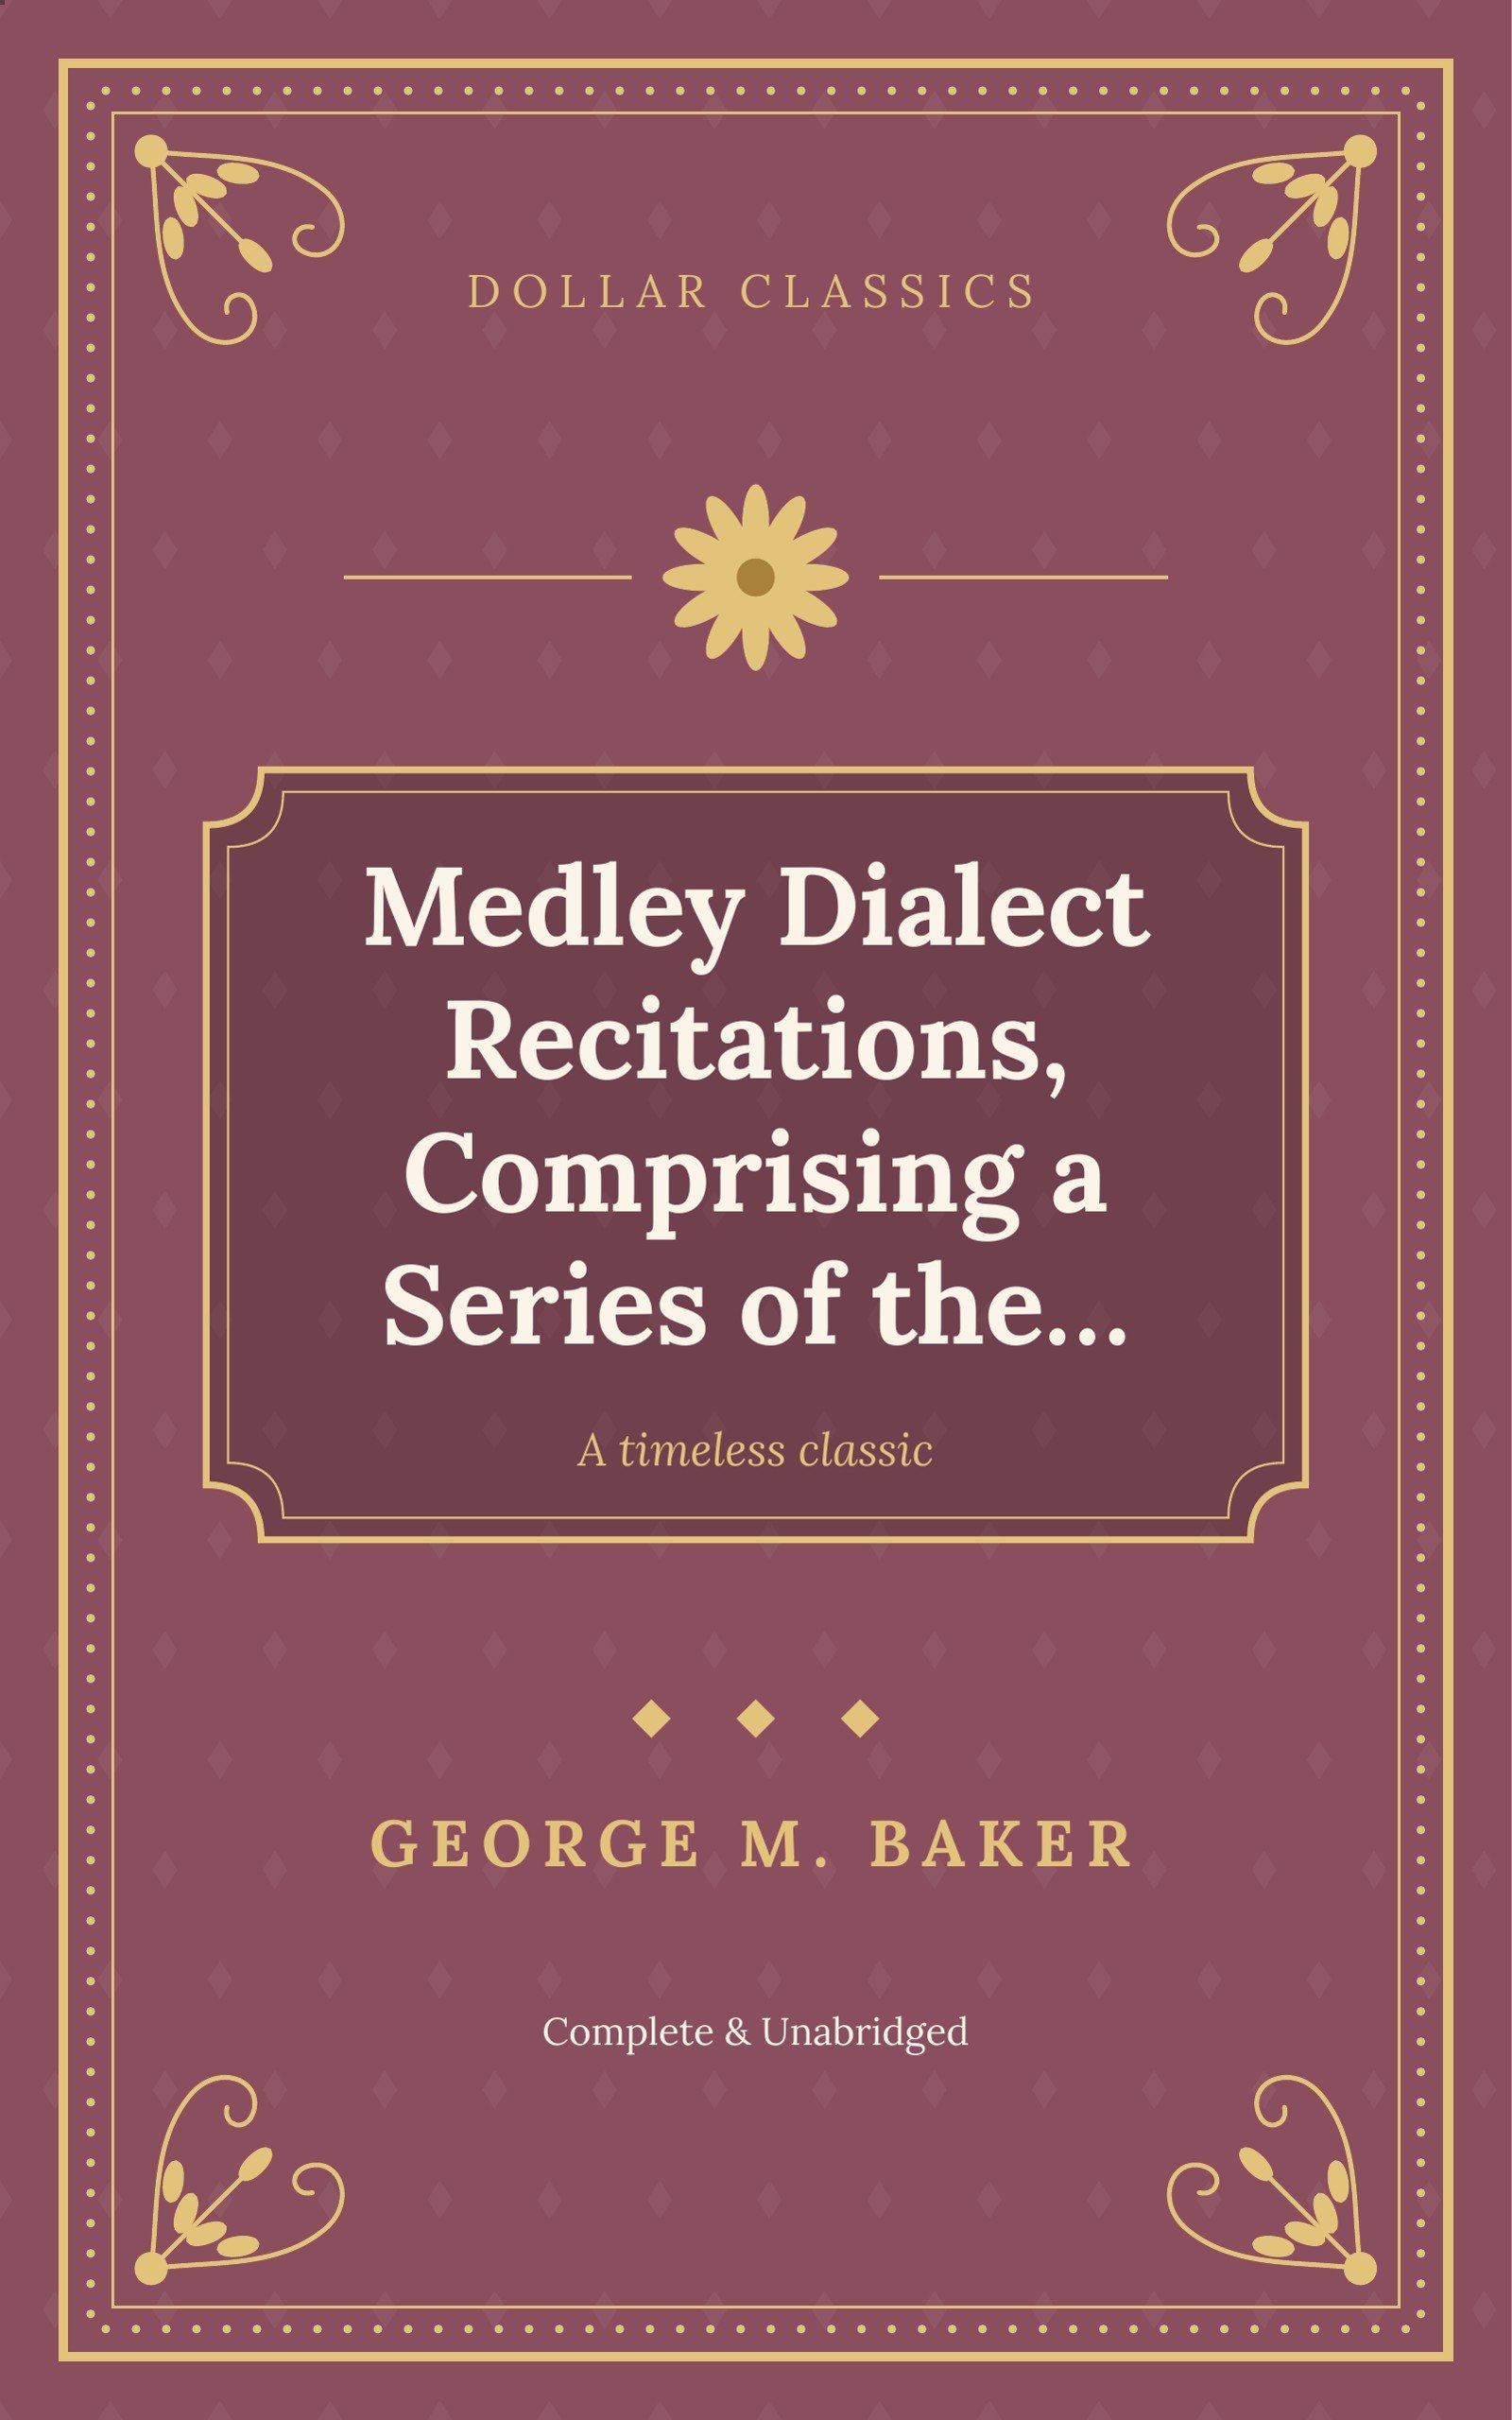 DOLLAR CLASSICS
Medley Dialect
Recitations,
Comprising a
Series of the...
A timeless classic
GEORGE M. BAKER
Complete & Unabridged